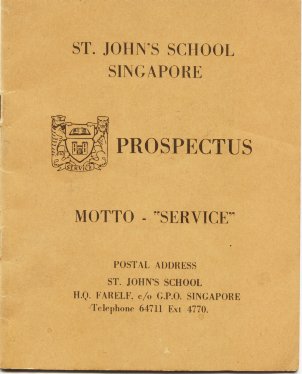 ST. JOHN'S SCHOOL
SINGAPORE
SERVICE
PROSPECTUS
MOTTO - "SERVICE"
POSTAL ADDRESS
ST. JOHN'S SCHOOL
H.Q. FARELF. c/o G.P.O. SINGAPORE
Telephone 64711 Ext 4770.